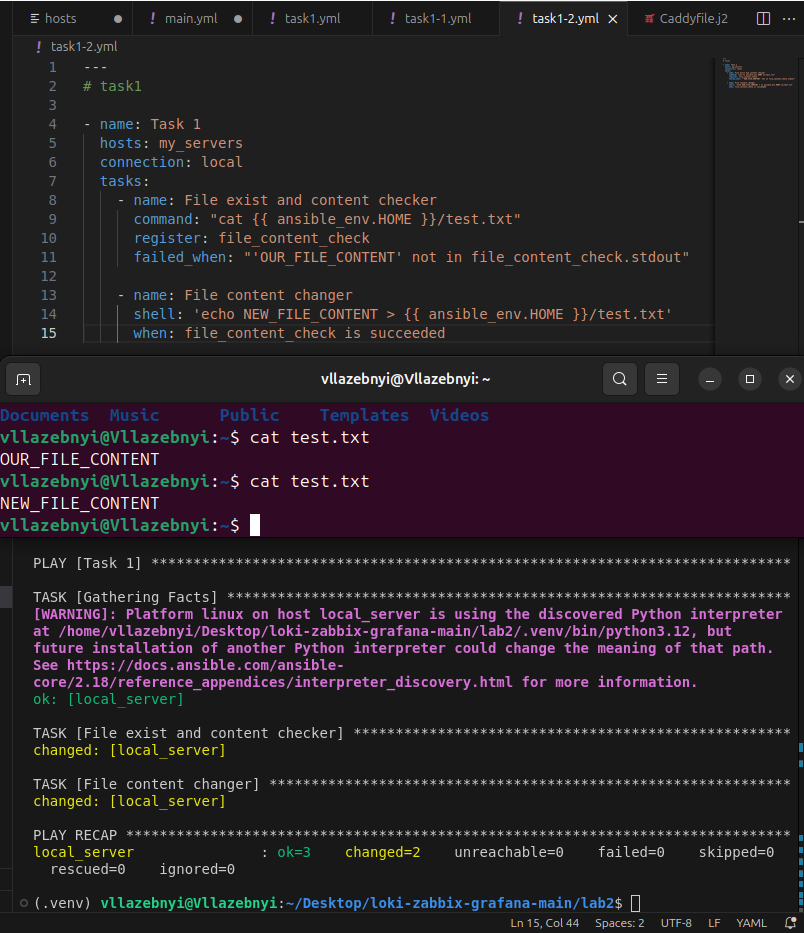 hosts main.yml task1.yml task1-1.yml task1-2.yml Caddyfile.j2
task1-2.yml
1 ---
2 # task1
3
4 - name: Task 1
5 hosts: my_servers
6 connection: local
7 tasks:
8 - name: File exist and content checker
9 command: "cat {{ ansible_env.HOME }}/test.txt"
10 register: file_content_check
11 failed_when: "'OUR_FILE_CONTENT' not in file_content_check.stdout"
12
13 - name: File content changer
14 shell: 'echo NEW_FILE_CONTENT > {{ ansible_env.HOME }}/test.txt'
15 when: file_content_check is succeeded
vllazebnyi@Vllazebnyi: ~
Documents Music Public Templates Videos
vllazebnyi@Vllazebnyi:~$ cat test.txt
OUR_FILE_CONTENT
vllazebnyi@Vllazebnyi:~$ cat test.txt
NEW_FILE_CONTENT
vllazebnyi@Vllazebnyi:~$
PLAY [Task 1] ****************************************************************************
TASK [Gathering Facts] *******************************************************************
[WARNING]: Platform linux on host local_server is using the discovered Python interpreter
at /home/vllazebnyi/Desktop/loki-zabbix-grafana-main/lab2/.venv/bin/python3.12, but
future installation of another Python interpreter could change the meaning of that path.
See https://docs.ansible.com/ansible-
core/2.18/reference_appendices/interpreter_discovery.html for more information.
ok: [local_server]
TASK [File exist and content checker] ****************************************************
changed: [local_server]
TASK [File content changer] **************************************************************
changed: [local_server]
PLAY RECAP *******************************************************************************
local_server : ok=3 changed=2 unreachable=0 failed=0 skipped=0
rescued=0 ignored=0
(.venv) vllazebnyi@Vllazebnyi:~/Desktop/loki-zabbix-grafana-main/lab2$
Ln 15, Col 44 Spaces: 2 UTF-8 LF YAML